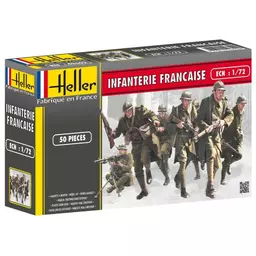 Heller
Fabriqué en France
INFANTERIE FRANCAISE
ECH : 1/72
INFANTERIE
FRANCAISE
50 PIECES
ECH : 1/72